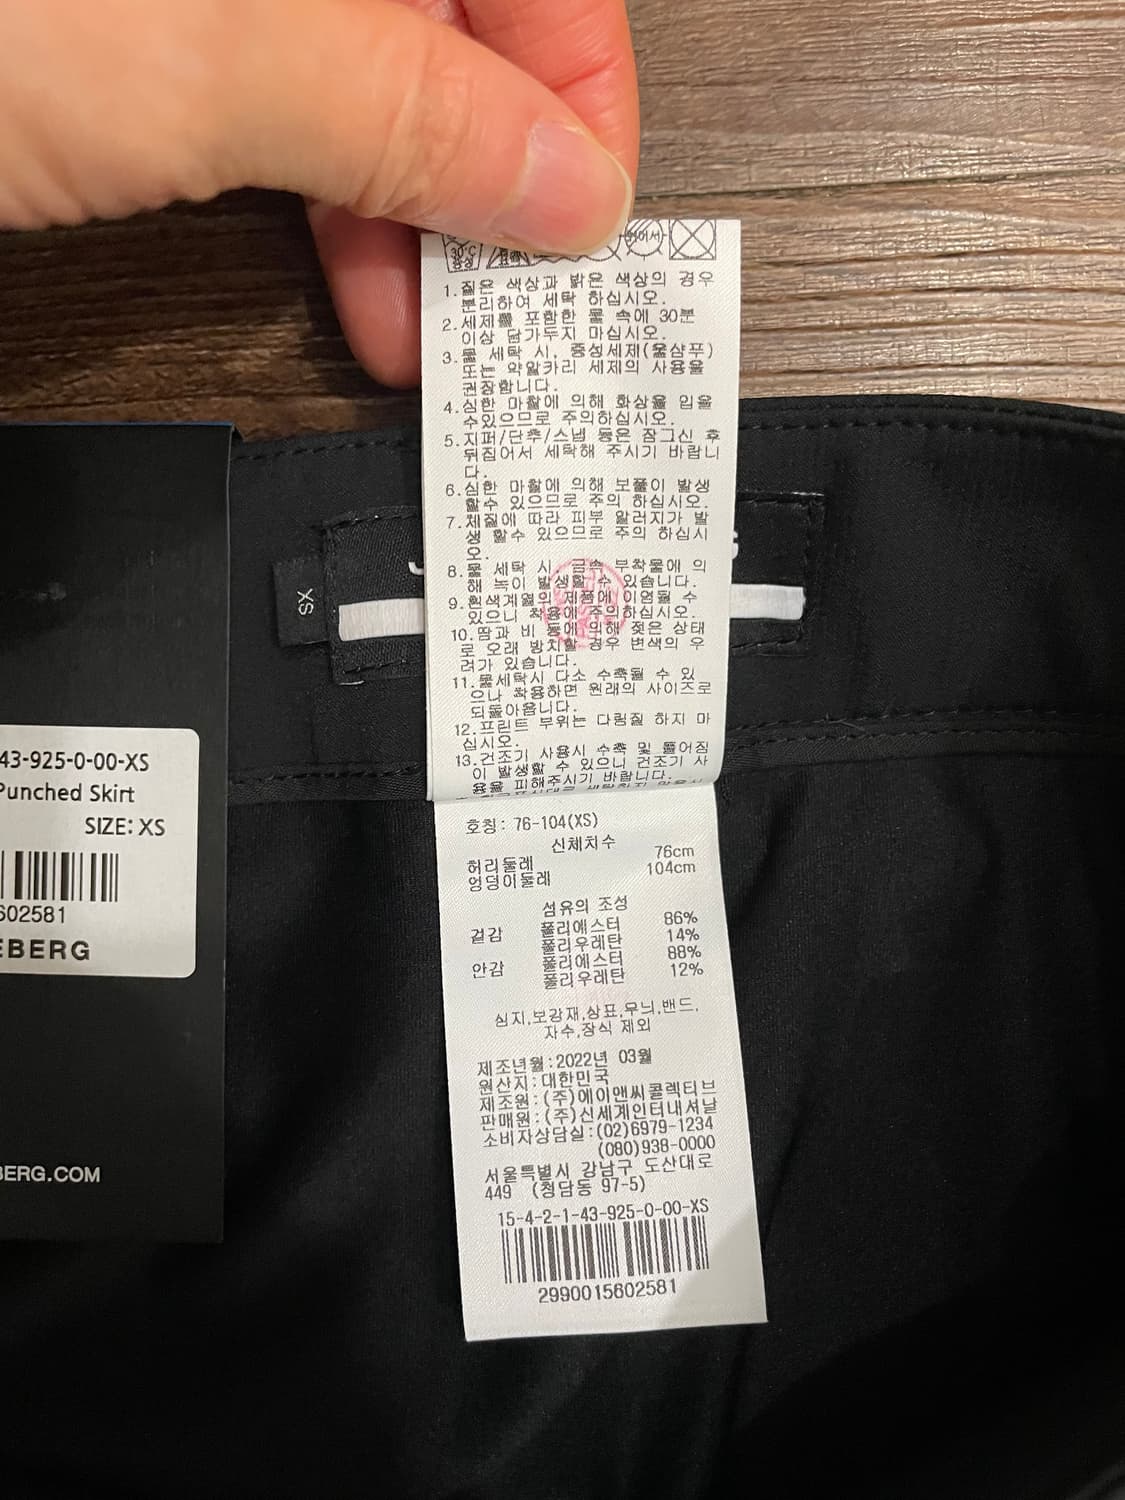 30℃
중성
뉘어서
1. 짙은 색상과 밝은 색상의 경우
분리하여 세탁 하십시오.
2. 세제를 포함한 물 속에 30분
이상 담가두지 마십시오.
3. 물 세탁 시, 중성세제(울샴푸)
또는 약알카리 세제의 사용을
권장합니다.
4. 심한 마찰에 의해 화상을 입을
수있으므로 주의하십시오.
5. 지퍼/단추/스냅 등은 잠그신 후
뒤집어서 세탁해 주시기 바랍니
다.
6. 심한 마찰에 의해 보풀이 발생
할수 있으므로 주의 하십시오.
7. 체질에 따라 피부 알러지가 발
생 할수 있으므로 주의 하십시
오.
8. 물 세탁 시 금속 부착물에 의
해 녹이 발생할 수 있습니다.
9. 흰색계열의 제품에 이염될 수
있으니 착용에 주의하십시오.
10. 땀과 비 등에 의해 젖은 상태
로 오래 방치할 경우 변색의 우
려가 있습니다.
11. 물세탁시 다소 수축될 수 있
으나 착용하면 원래의 사이즈로
되돌아옵니다.
12. 프린트 부위는 다림질 하지 마
십시오.
13. 건조기 사용시 수축 및 틀어짐
이 발생할 수 있으니 건조기 사
용을 피해주시기 바랍니다.
XS
43-925-0-00-XS
Punched Skirt
SIZE: XS
602581
EBERG
BERG.COM
호칭: 76-104(XS)
신체치수
허리둘레 76cm
엉덩이둘레 104cm
섬유의 조성
겉감 폴리에스터 86%
폴리우레탄 14%
안감 폴리에스터 88%
폴리우레탄 12%
심지,보강재,상표,무늬,밴드,
자수,장식 제외
제조년월:2022년 03월
원산지:대한민국
제조원:(주)에이앤씨콜렉티브
판매원:(주)신세계인터내셔날
소비자상담실:(02)6979-1234
(080)938-0000
서울특별시 강남구 도산대로
449 (청담동 97-5)
15-4-2-1-43-925-0-00-XS
2990015602581